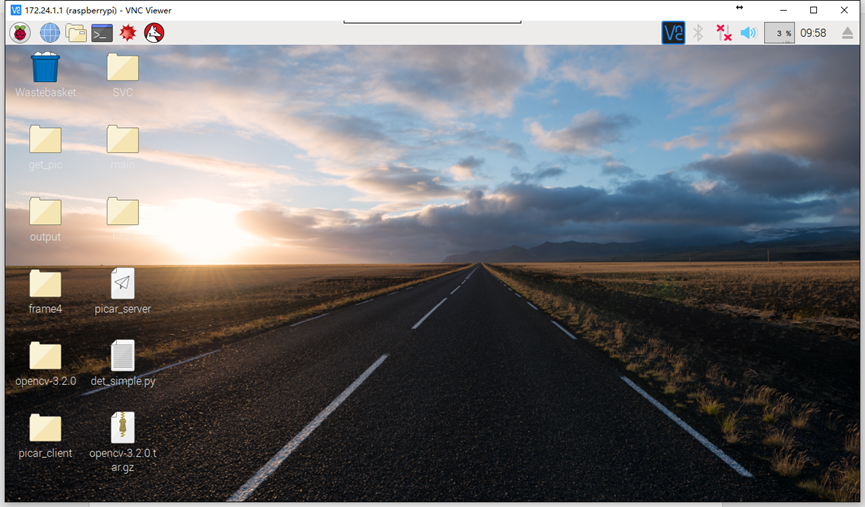 172.24.1.1 (raspberrypi) - VNC Viewer
3 %
09:58
Wastebasket
SVC
get_pic
main
output
frame4
picar_server
opencv-3.2.0
det_simple.py
picar_client
opencv-3.2.0.t
ar.gz